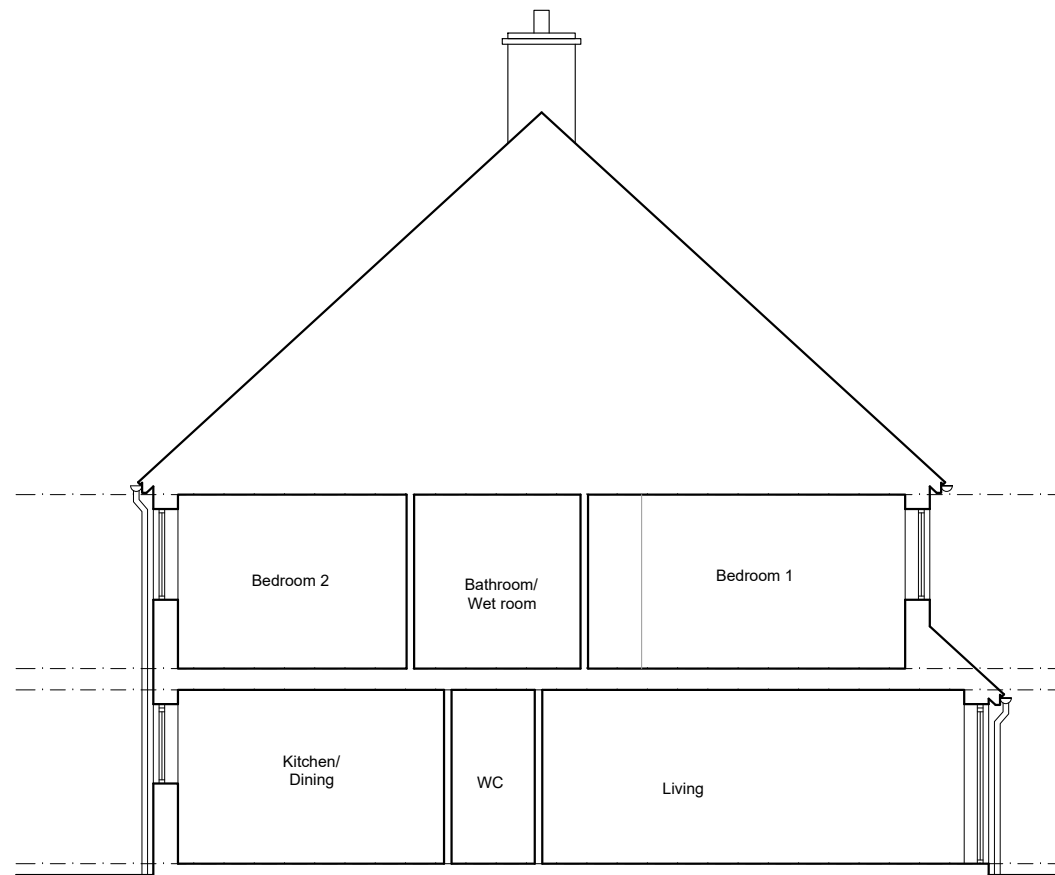 Bedroom 2
Bathroom/
Wet room
Bedroom 1
Kitchen/
Dining
WC
Living